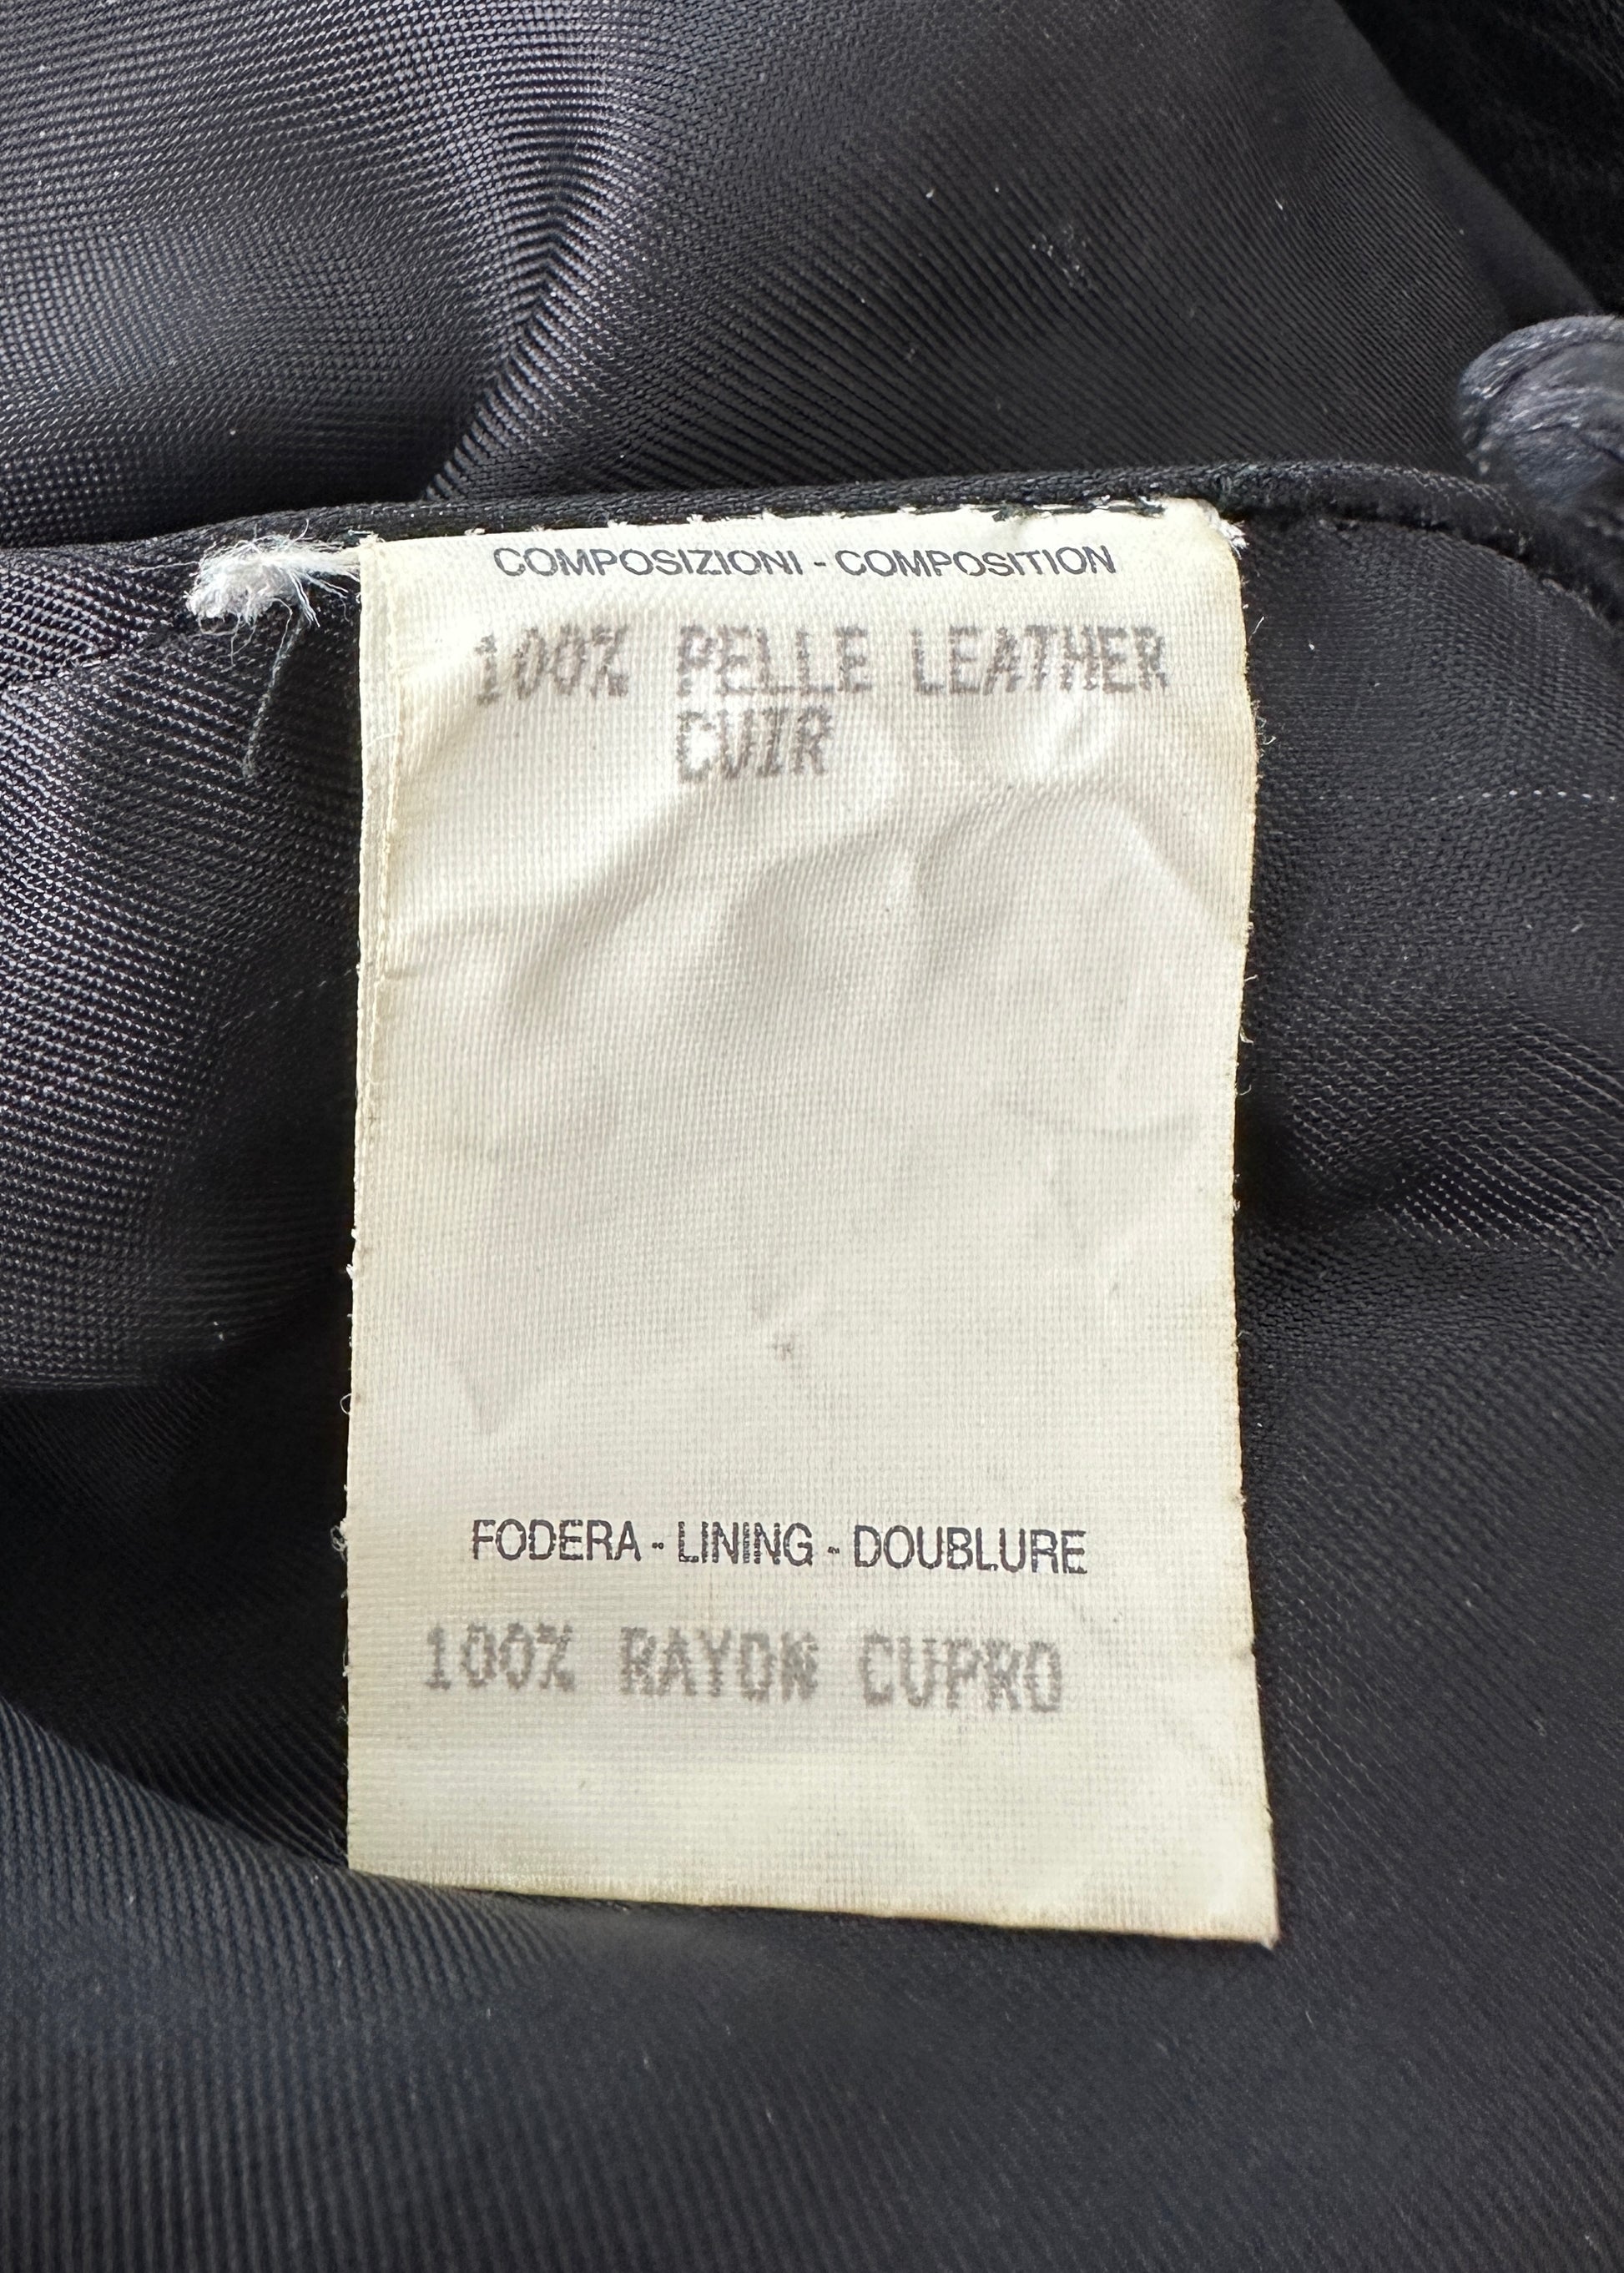 COMPOSIZIONI - COMPOSITION
100% PELLE LEATHER
CUIR
FODERA - LINING - DOUBLURE
100% RAYON CUPRO